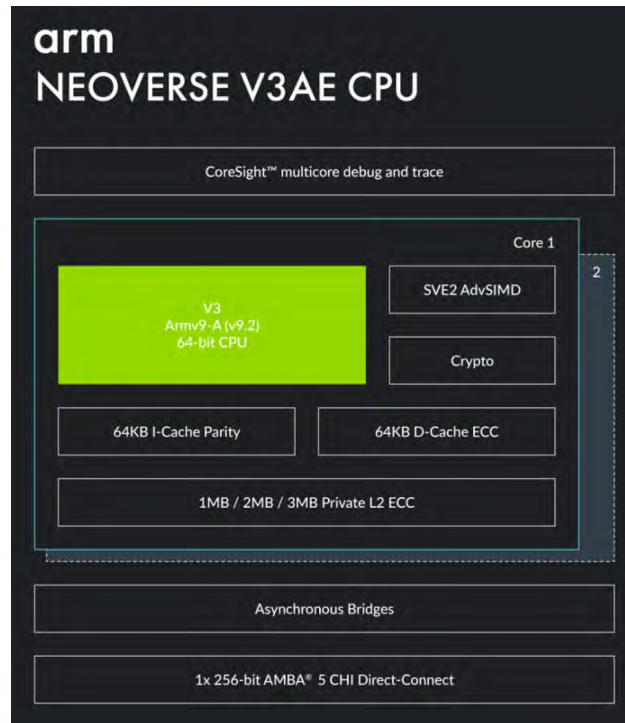 arm
NEOVERSE V3AE CPU
CoreSight™ multicore debug and trace
Core 1
2
V3
Armv9-A (v9.2)
64-bit CPU
SVE2 AdvSIMD
Crypto
64KB I-Cache Parity
64KB D-Cache ECC
1MB / 2MB / 3MB Private L2 ECC
Asynchronous Bridges
1x 256-bit AMBA® 5 CHI Direct-Connect